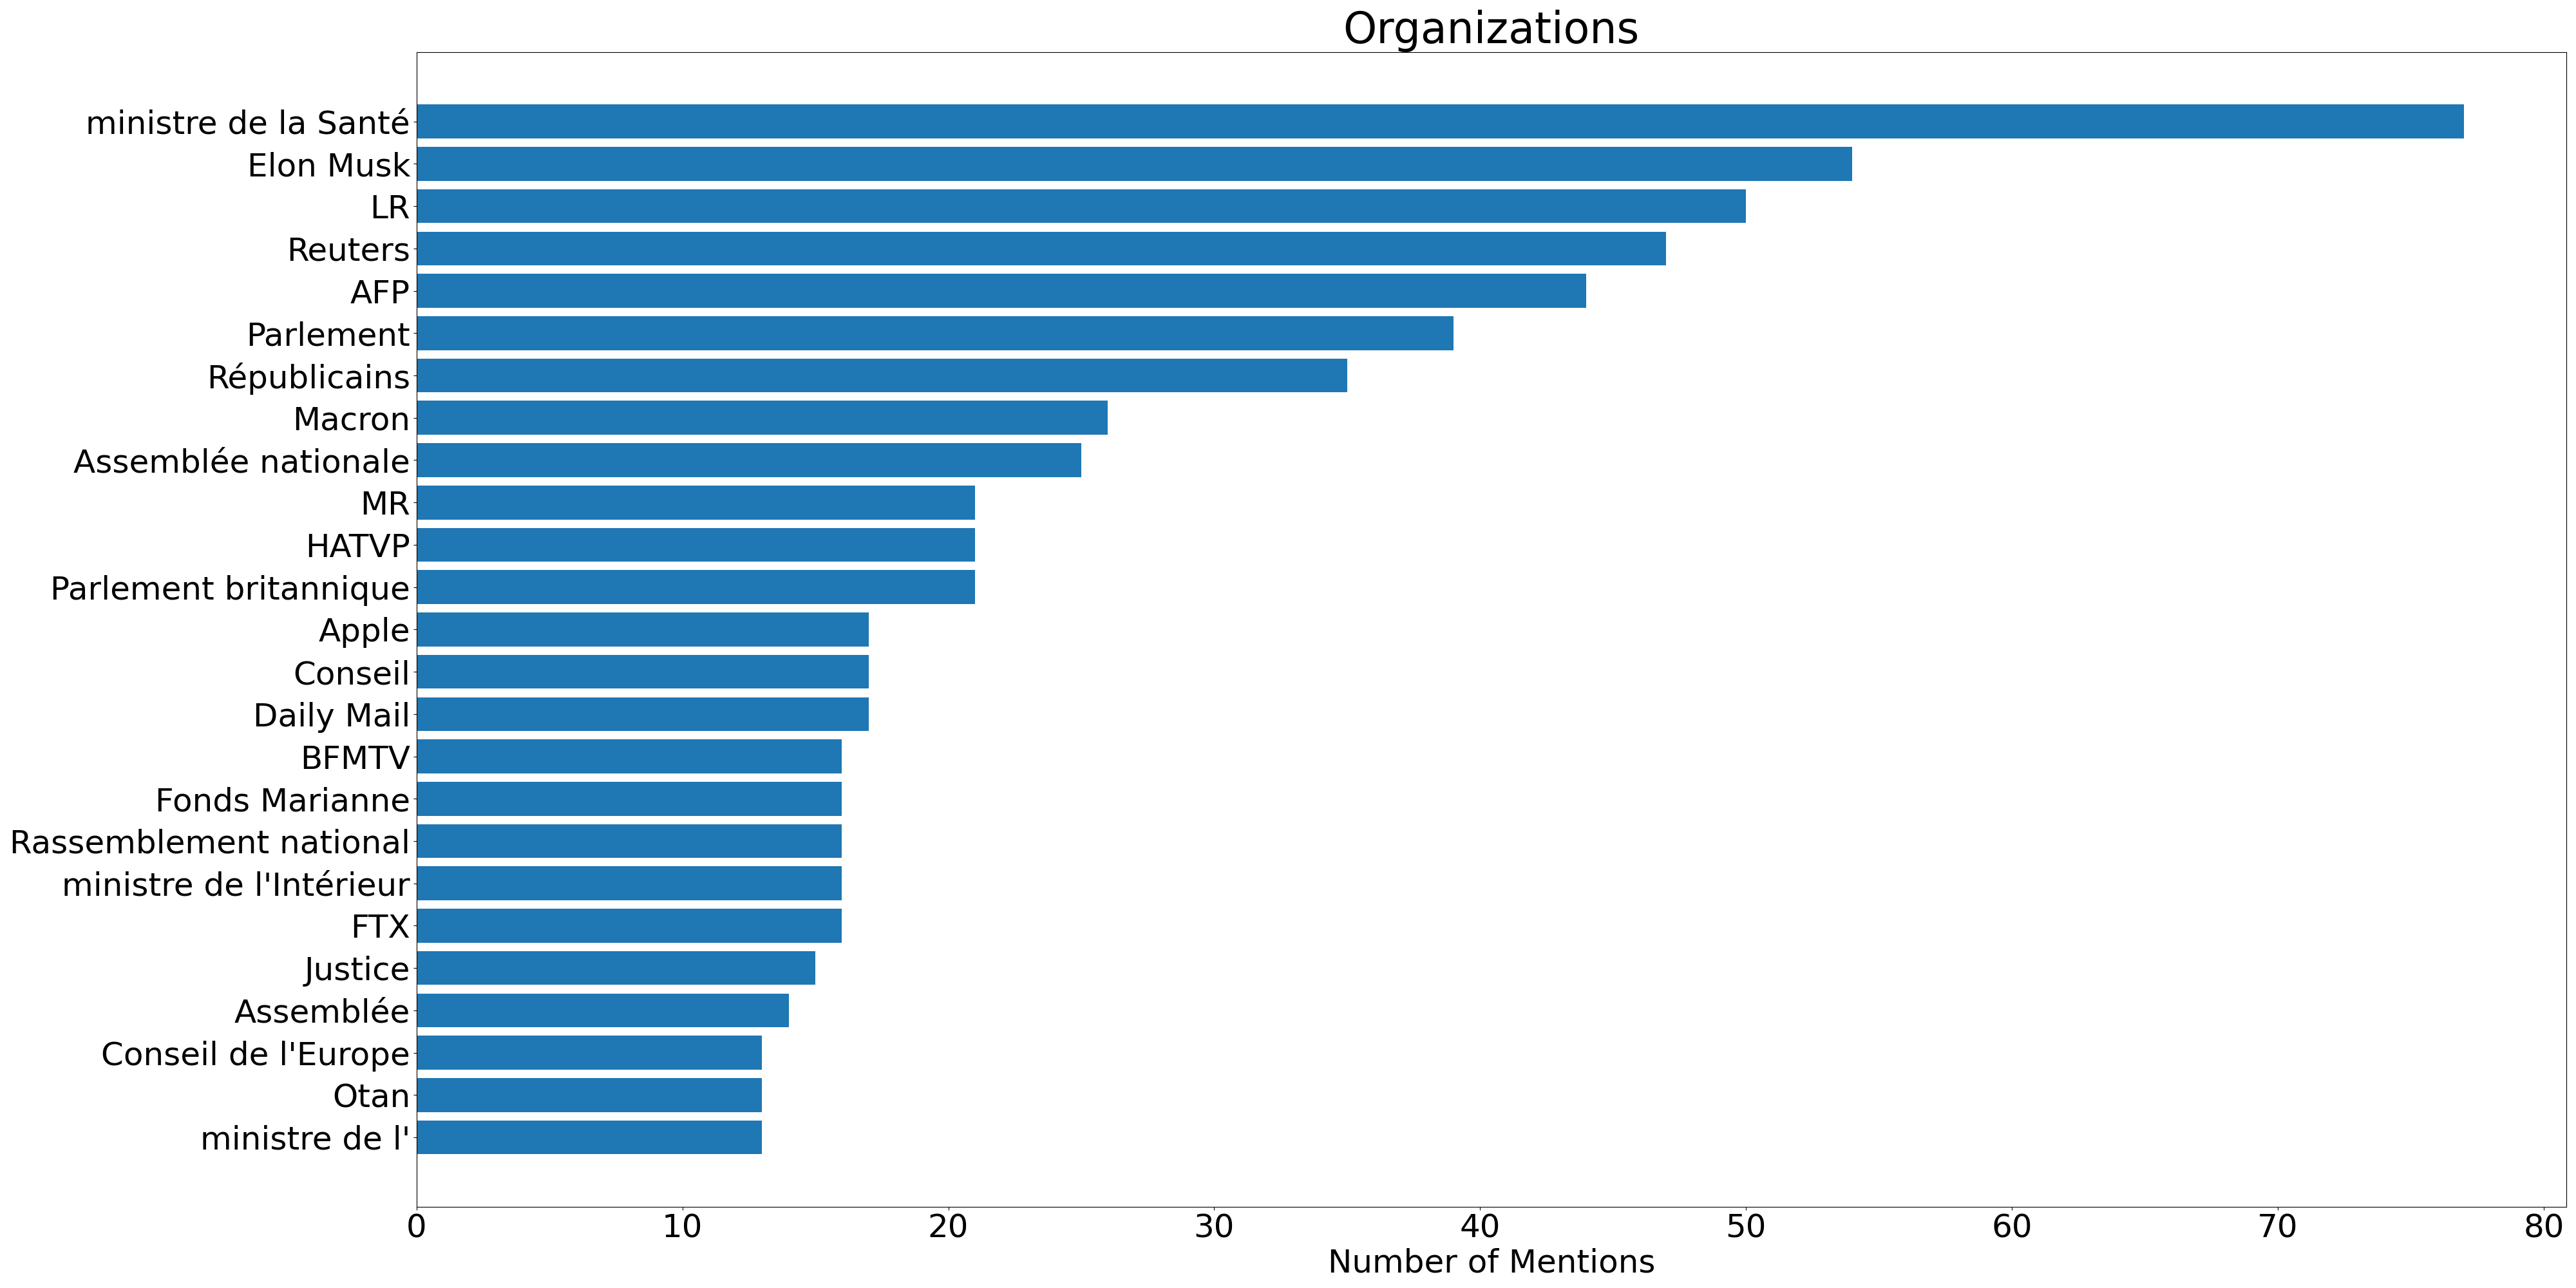 Organizations
ministre de la Santé
Elon Musk
LR
Reuters
AFP
Parlement
Républicains
Macron
Assemblée nationale
MR
HATVP
Parlement britannique
Apple
Conseil
Daily Mail
BFMTV
Fonds Marianne
Rassemblement national
ministre de l'Intérieur
FTX
Justice
Assemblée
Conseil de l'Europe
Otan
ministre de l'
0 10 20 30 40 50 60 70 80
Number of Mentions